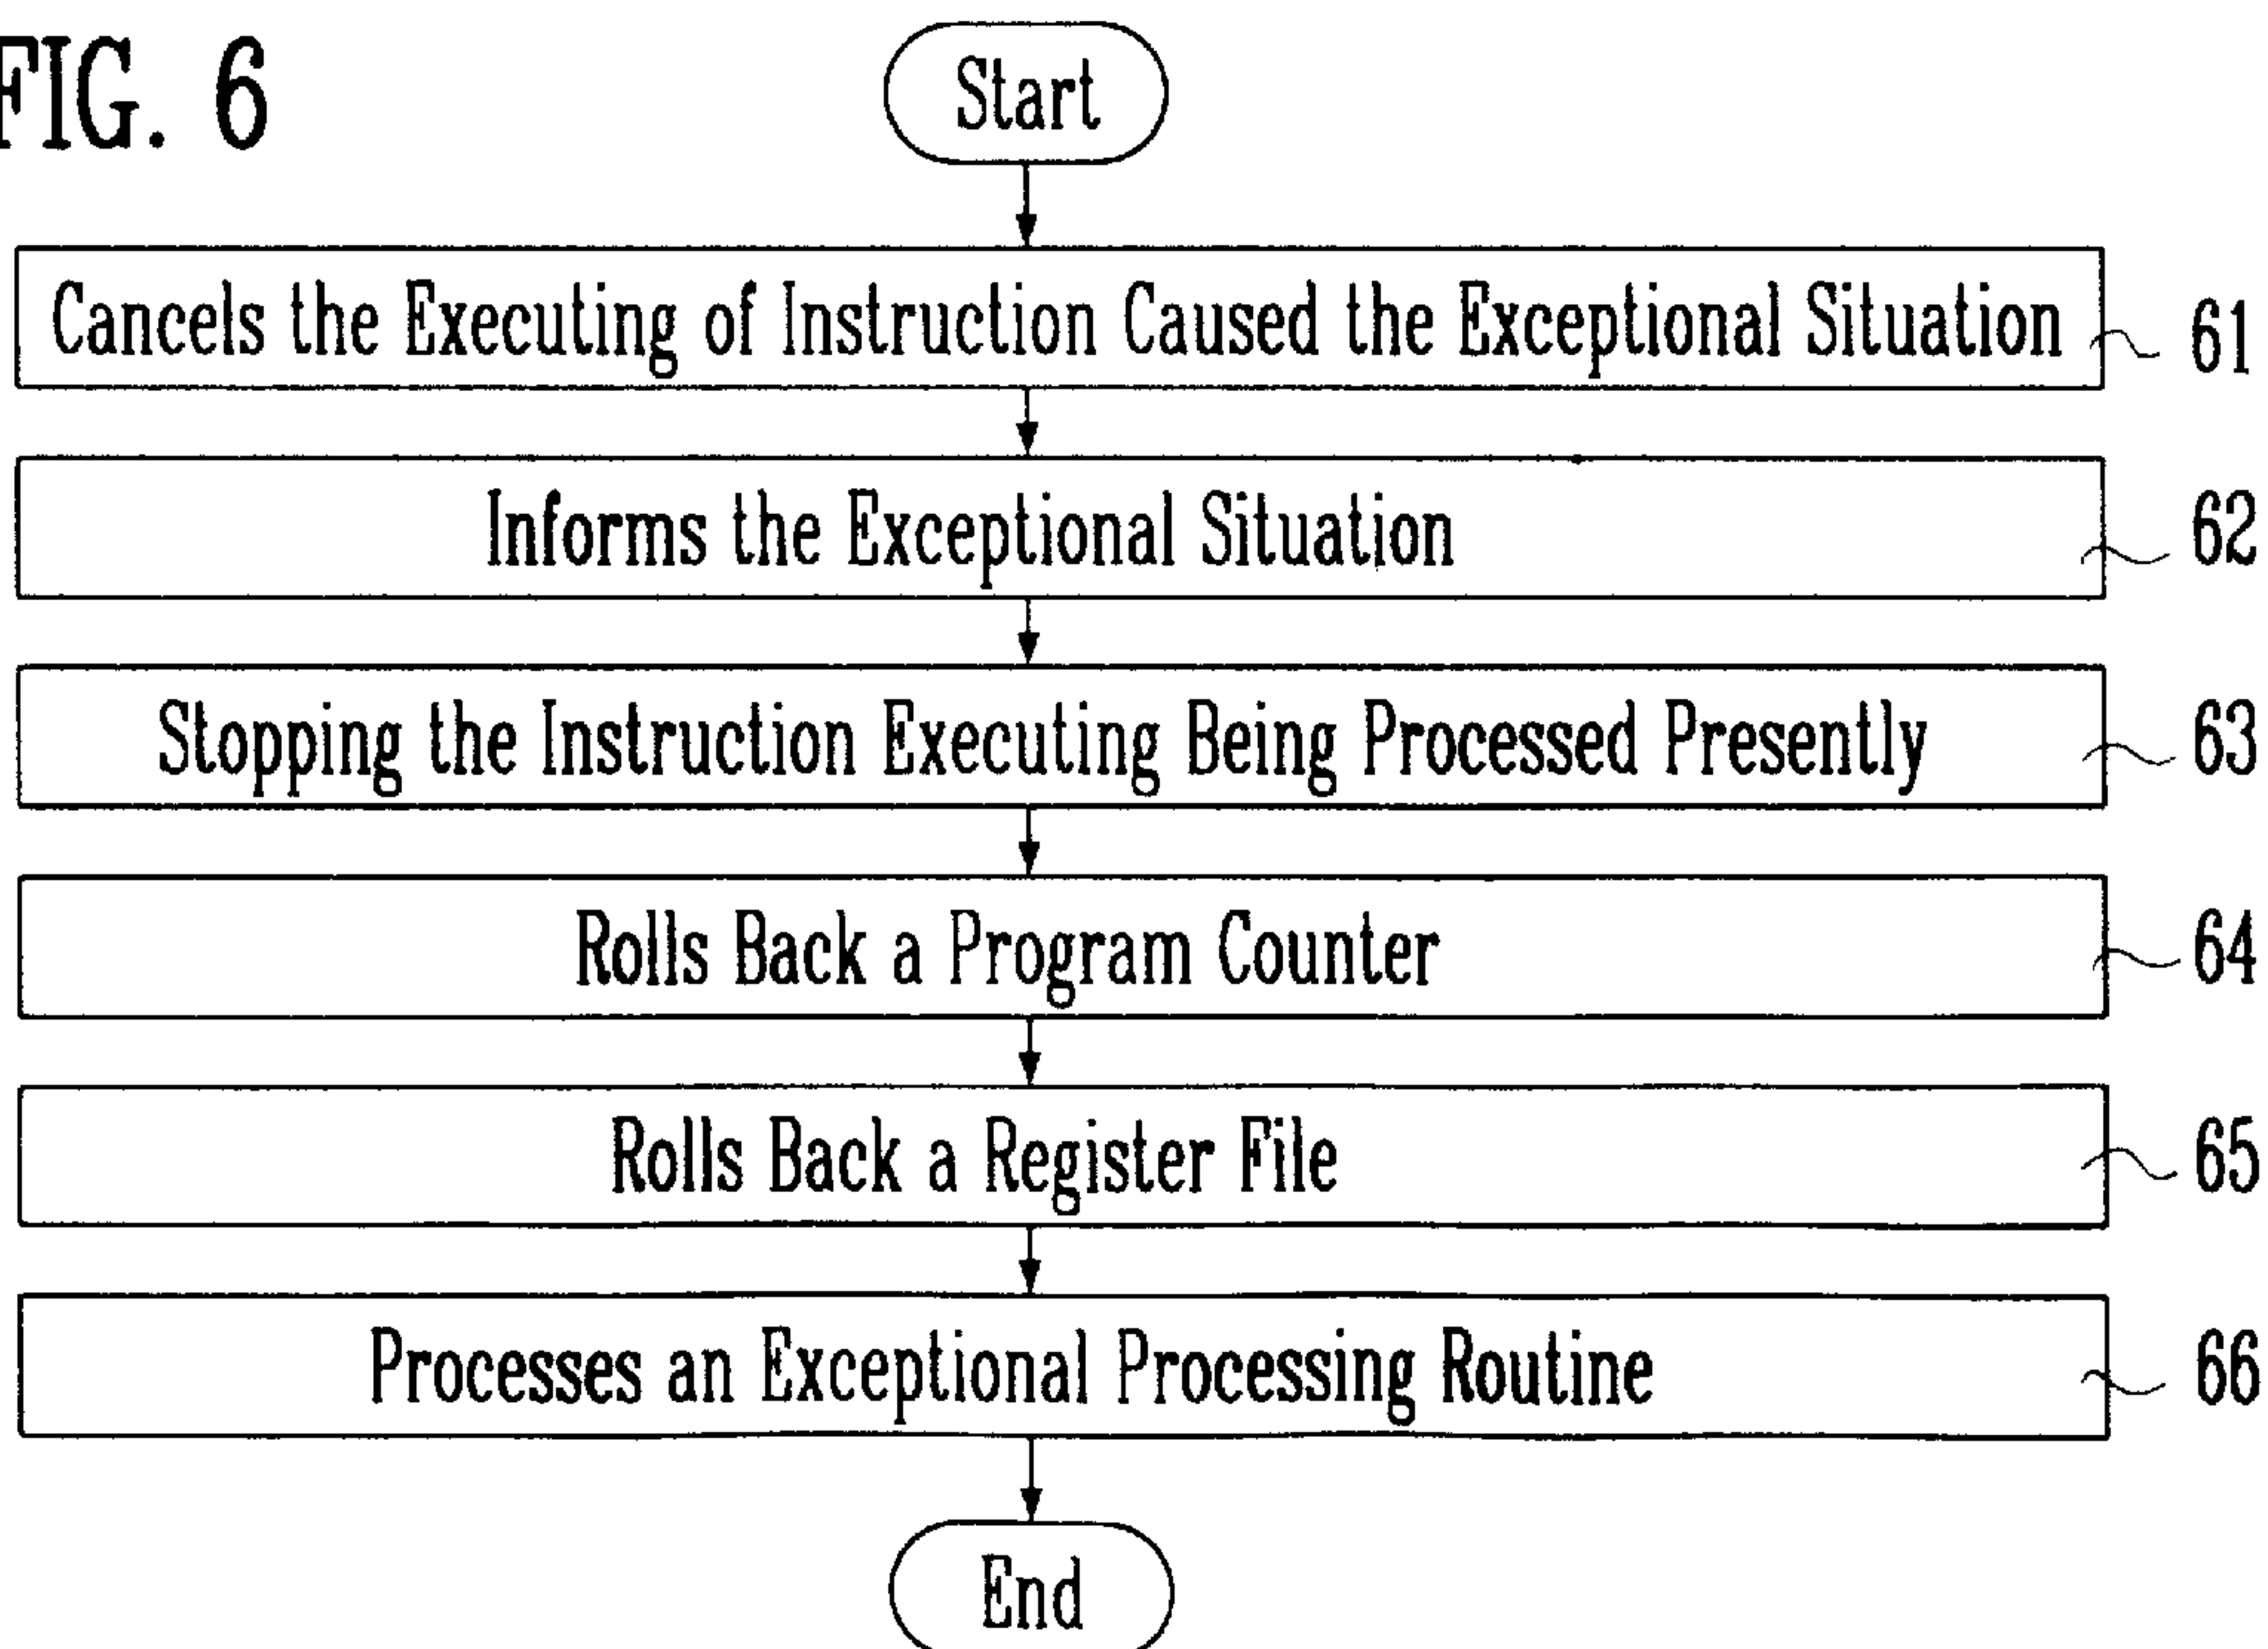 FIG. 6
Start
Cancels the Executing of Instruction Caused the Exceptional Situation 61
Informs the Exceptional Situation 62
Stopping the Instruction Executing Being Processed Presently 63
Rolls Back a Program Counter 64
Rolls Back a Register File 65
Processes an Exceptional Processing Routine 66
End